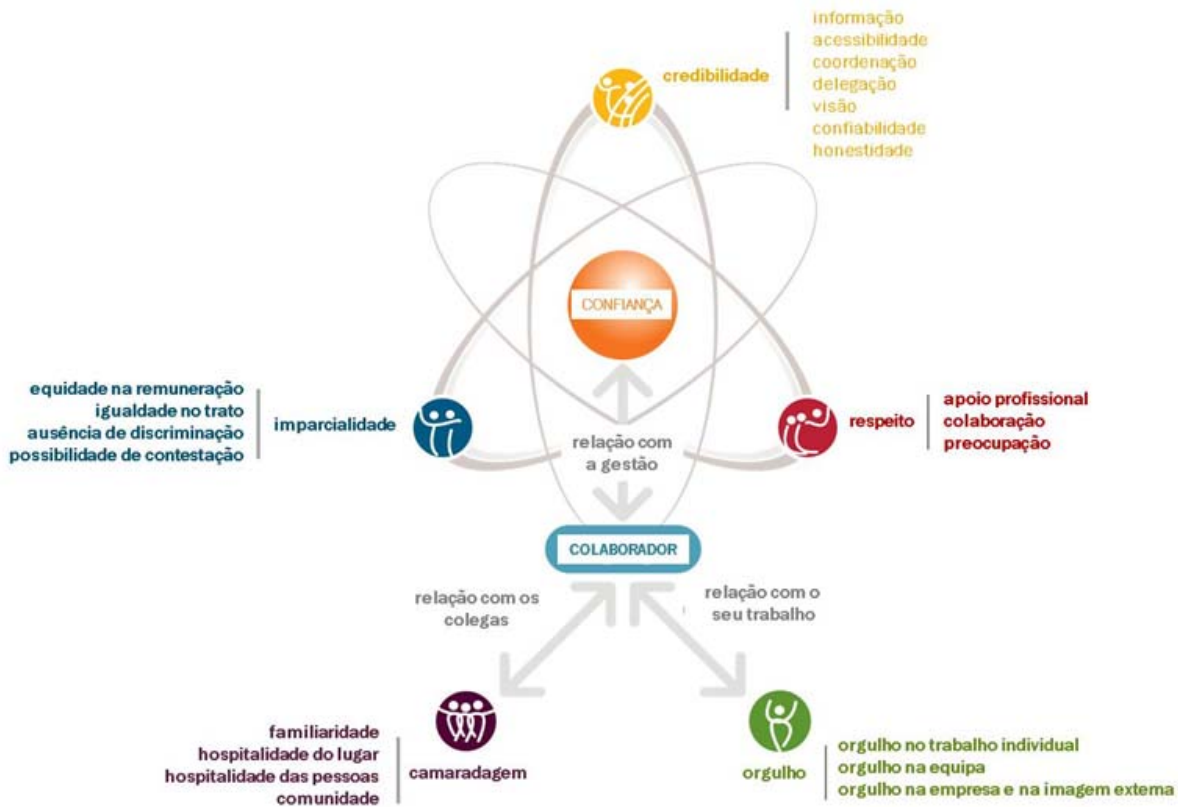 informação
acessibilidade
coordenação
delegação
visão
confiabilidade
honestidade
credibilidade
CONFIANÇA
equidade na remuneração
igualdade no trato
ausência de discriminação
possibilidade de contestação
imparcialidade
relação com
a gestão
respeito
apoio profissional
colaboração
preocupação
COLABORADOR
relação com os
colegas
relação com o
seu trabalho
familiaridade
hospitalidade do lugar
hospitalidade das pessoas
comunidade
camaradagem
orgulho
orgulho no trabalho individual
orgulho na equipa
orgulho na empresa e na imagem externa